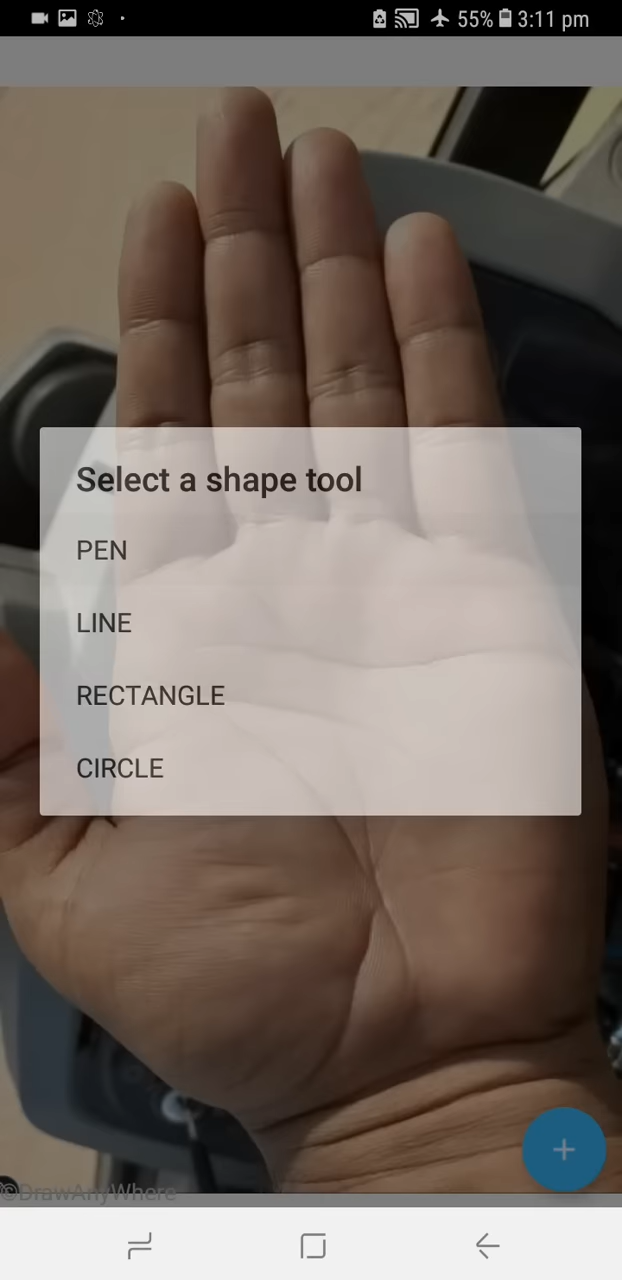 55% 3:11 pm
Select a shape tool
PEN
LINE
RECTANGLE
CIRCLE
©DrawAnyWhere